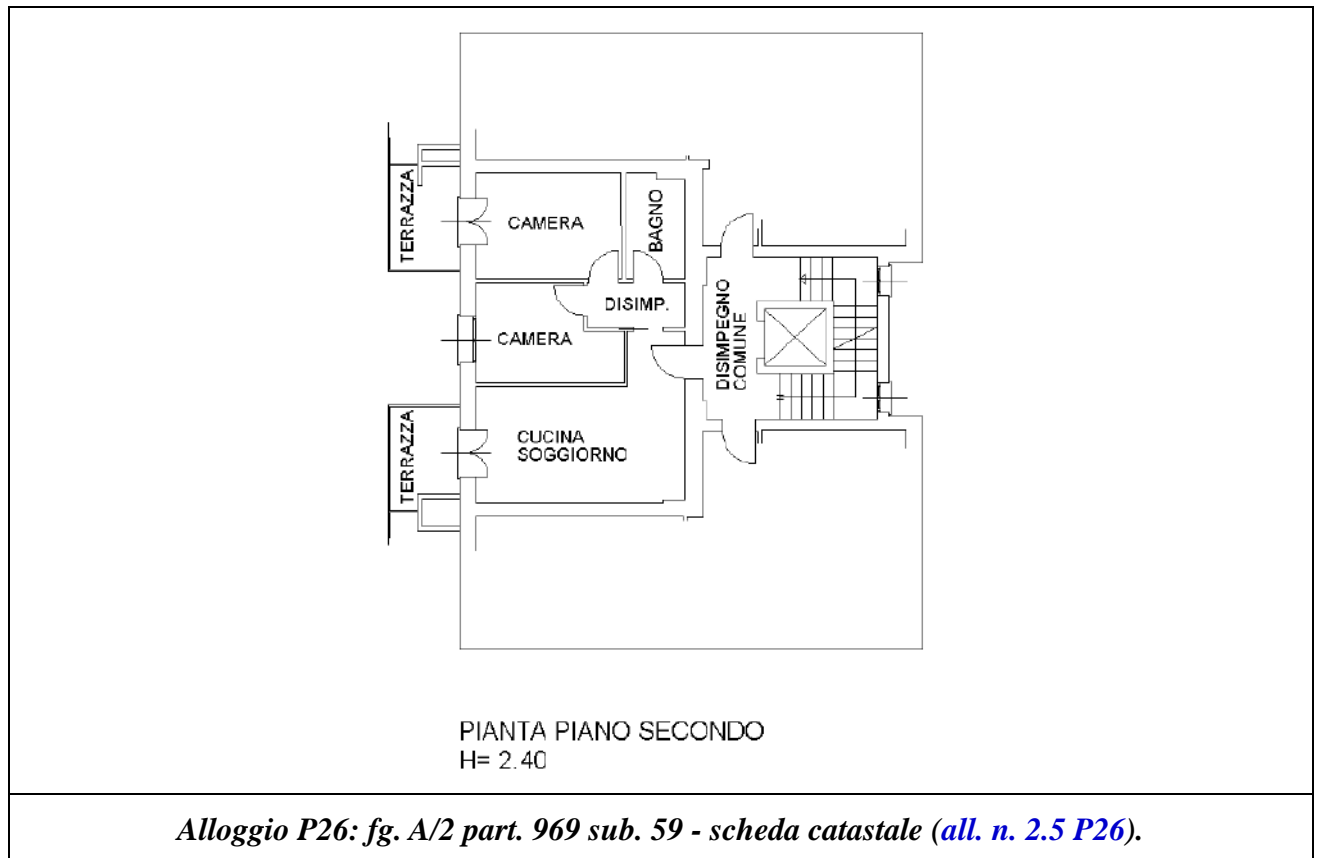 TERRAZZA
CAMERA
BAGNO
DISIMP.
CAMERA
DISIMPEGNO
COMUNE
TERRAZZA
CUCINA
SOGGIORNO
PIANTA PIANO SECONDO
H= 2.40
Alloggio P26: fg. A/2 part. 969 sub. 59 - scheda catastale (all. n. 2.5 P26).